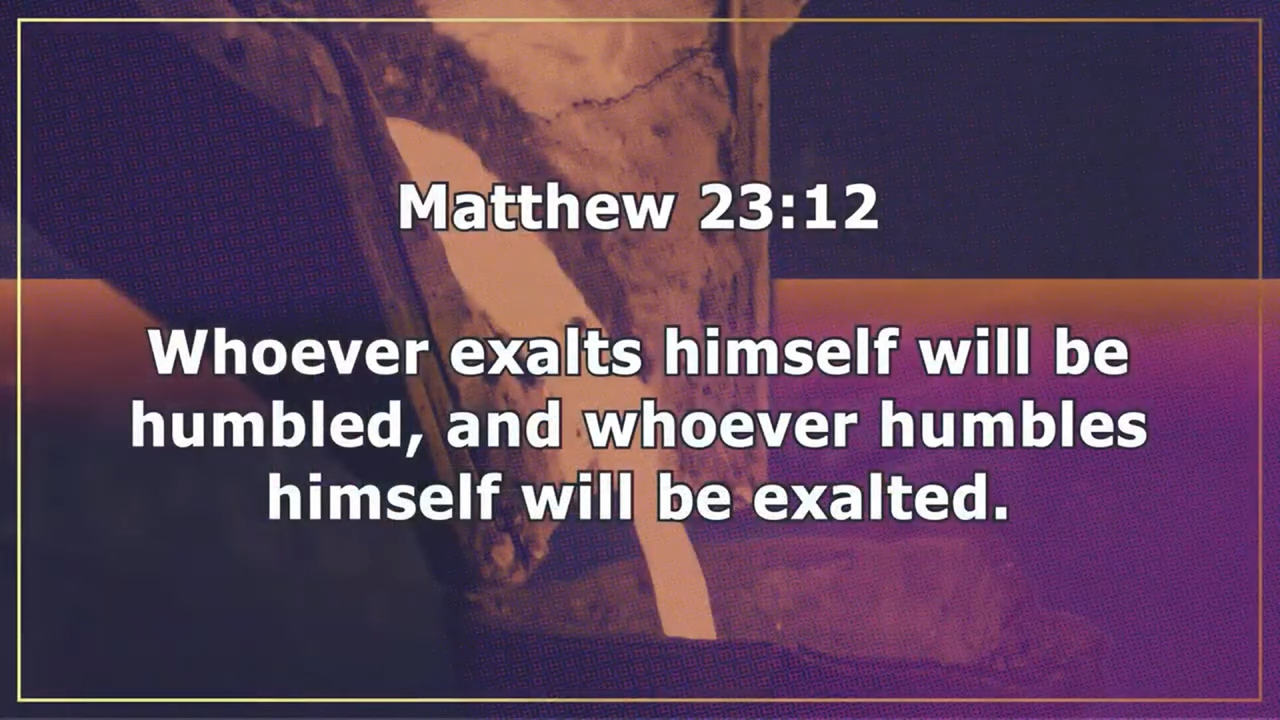 Matthew 23:12
Whoever exalts himself will be
humbled, and whoever humbles
himself will be exalted.